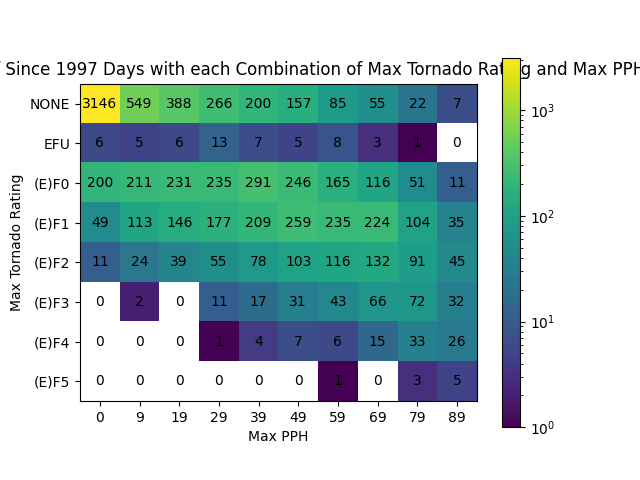 Since 1997 Days with each Combination of Max Tornado Rating and Max PPH
NONE 3146 549 388 266 200 157 85 55 22 7
EFU 6 5 6 13 7 5 8 3 1 0
(E)F0 200 211 231 235 291 246 165 116 51 11
(E)F1 49 113 146 177 209 259 235 224 104 35
(E)F2 11 24 39 55 78 103 116 132 91 45
(E)F3 0 2 0 11 17 31 43 66 72 32
(E)F4 0 0 0 1 4 7 6 15 33 26
(E)F5 0 0 0 0 0 0 1 0 3 5
0 9 19 29 39 49 59 69 79 89
Max PPH
Max Tornado Rating
10³
10²
10¹
10⁰